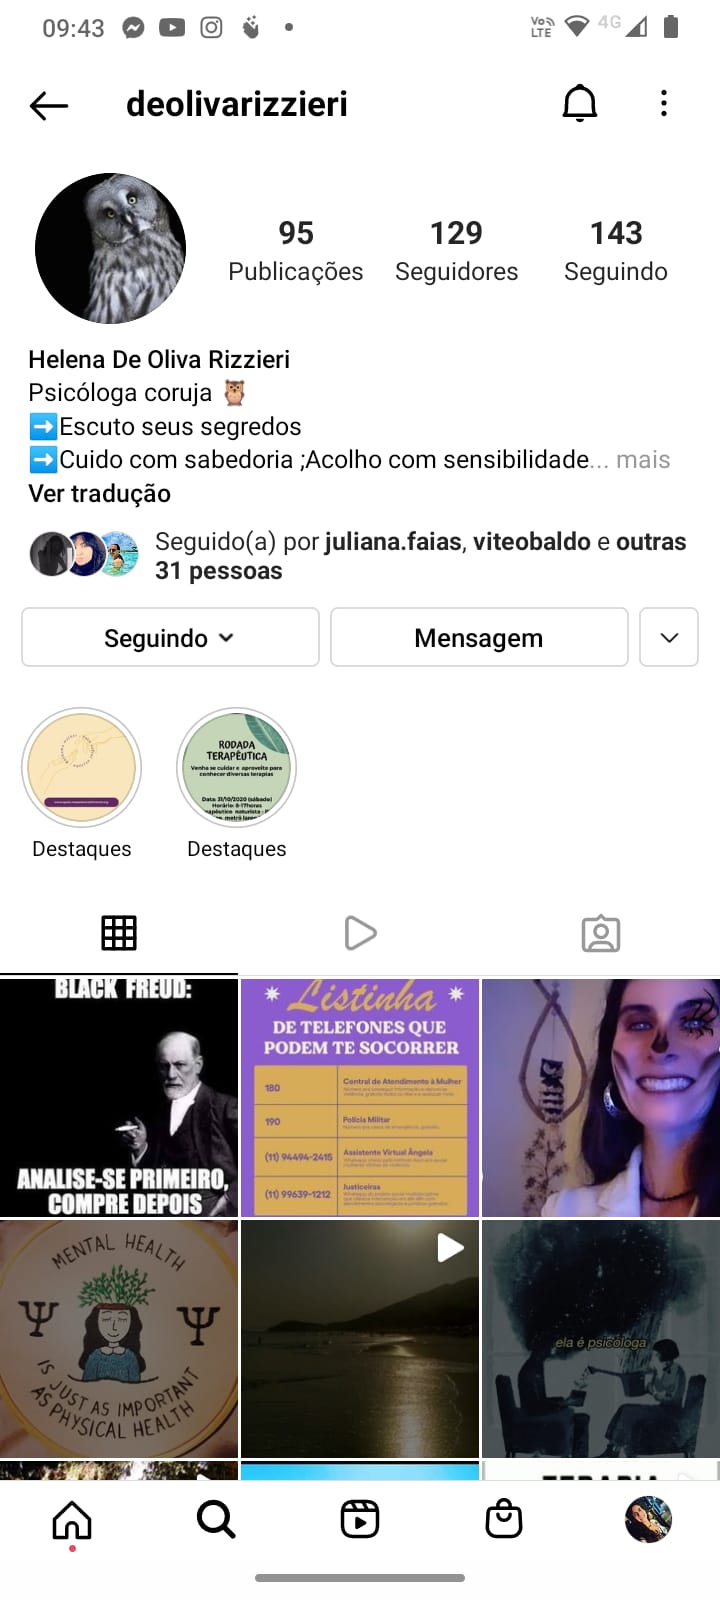 09:43
Vo))
LTE
4G
deolivarizzieri
95
129
143
Publicações
Seguidores
Seguindo
Helena De Oliva Rizzieri
Psicóloga coruja 🦉
➡️Escuto seus segredos
➡️Cuido com sabedoria ;Acolho com sensibilidade... mais
Ver tradução
Seguido(a) por juliana.faias, viteobaldo e outras
31 pessoas
Seguindo
Mensagem
RODADA
TERAPÊUTICA
Venha se cuidar e aproveite para
conhecer diversas terapias
Data: 31/10/2020 (sábado)
Destaques
Destaques
BLACK FREUD:
ANALISE-SE PRIMEIRO,
COMPRE DEPOIS
Listinha
DE TELEFONES QUE
PODEM TE SOCORRER
180
Central de Atendimento à Mulher
190
Polícia Militar
(11) 94494-2415
Assistente Virtual Ângela
(11) 99639-1212
Justiceiras
MENTAL HEALTH
Ψ Ψ
IS JUST AS IMPORTANT
AS PHYSICAL HEALTH
ela é psicóloga